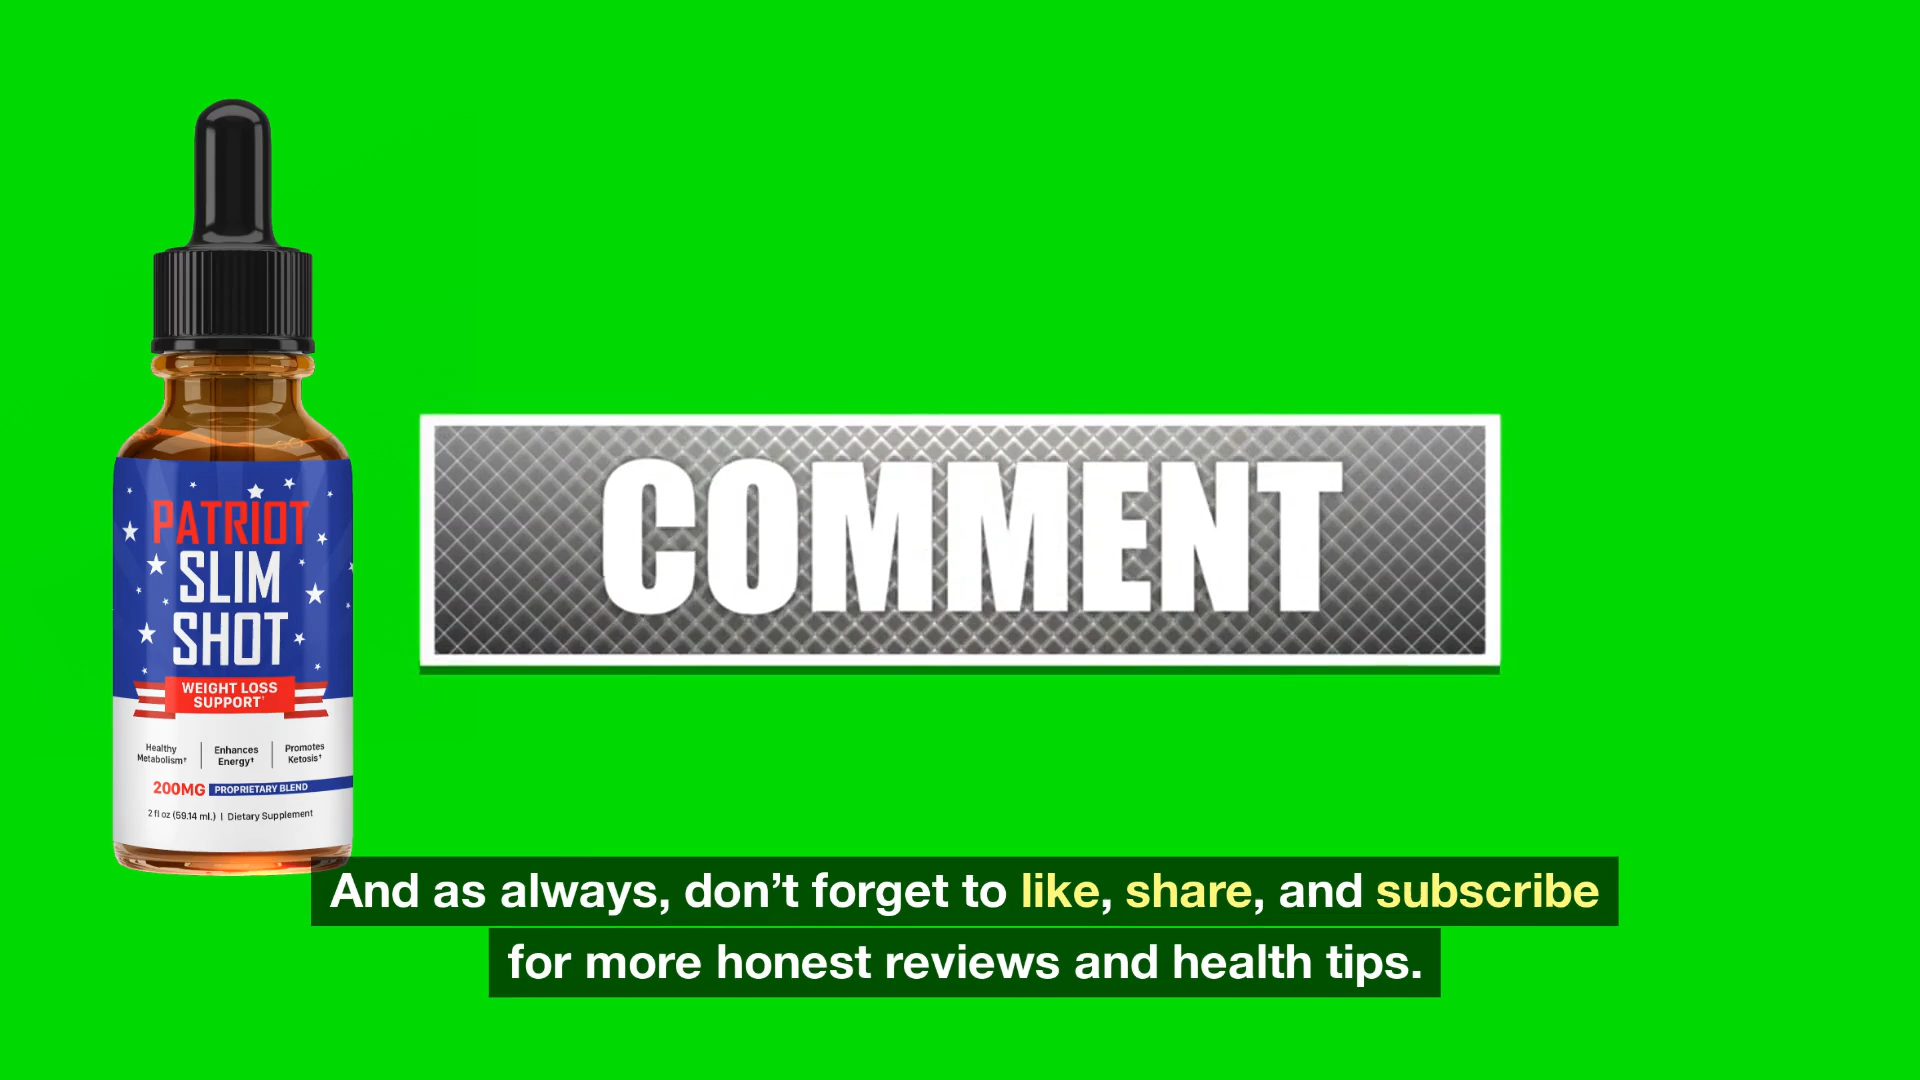 PATRIOT
SLIM
SHOT
WEIGHT LOSS
SUPPORT†
Healthy
Metabolism†
Enhances
Energy†
Promotes
Ketosis†
200MG PROPRIETARY BLEND
2 fl oz (59.14 ml.) | Dietary Supplement
COMMENT
And as always, don’t forget to like, share, and subscribe
for more honest reviews and health tips.